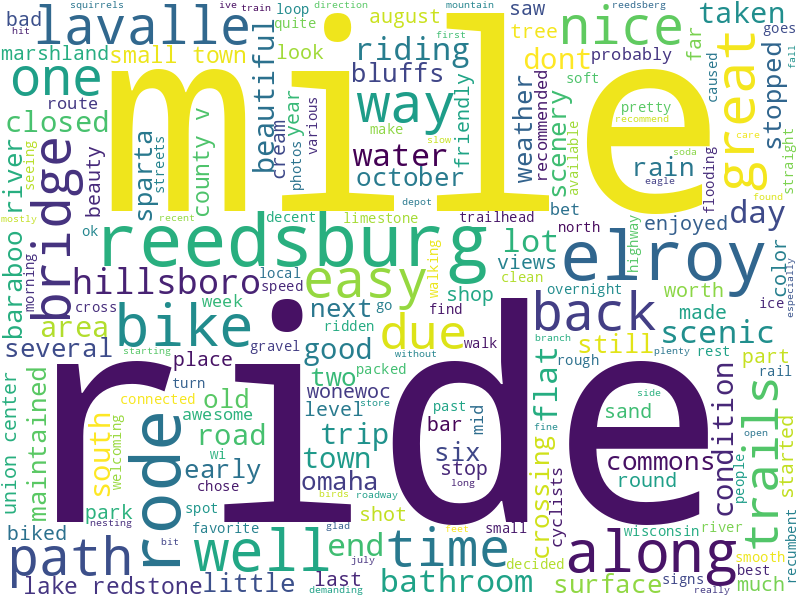 squirrels
ive
train
direction
mountain
reedsberg
bad
hit
lavalle
loop
august
saw
tree
goes
nice
taken
quite
first
marshland
small town
look
riding
dont
probably
far
fall
one
mile
bluffs
soft
great
stopped
route
beautiful
year
friendly
way
pretty
recommend
caused
closed
county v
cream
photos
various
make
slow
weather
recommended
scenery
available
straight
beauty
sparta
streets
water
rain
care
seeing
river
baraboo
bridge
october
soda
eagle
flooding
found
mostly
recent
decent
limestone
depot
trailhead
bet
enjoyed
day
ok
reedsburg
lot
north
highway
color
especially
morning
hillsboro
local
speed
easy
walking
views
clean
elroy
cross
week
shop
overnight
worth
ice
area
bike
next
go
find
back
made
scenic
several
starting
place
gravel
ridden
due
walk
branch
rough
plenty
rest
rail
without
still
part
union center
turn
good
packed
flat
connected
old
two
wonewoc
store
past
mid
side
open
maintained
south
welcoming
awesome
level
bar
fine
sand
condition
trails
started
road
trip
six
wi
town
stop
commons
people
early
chose
omaha
long
crossing
round
park
spot
birds
roadway
cyclists
nesting
favorite
shot
glad
small
wisconsin
river
smooth
biked
rode
ride
bit
well
end
time
feet
along
best
recumbent
path
lake redstone
little
last
july
demanding
bathroom
decided
surface
signs
really
much